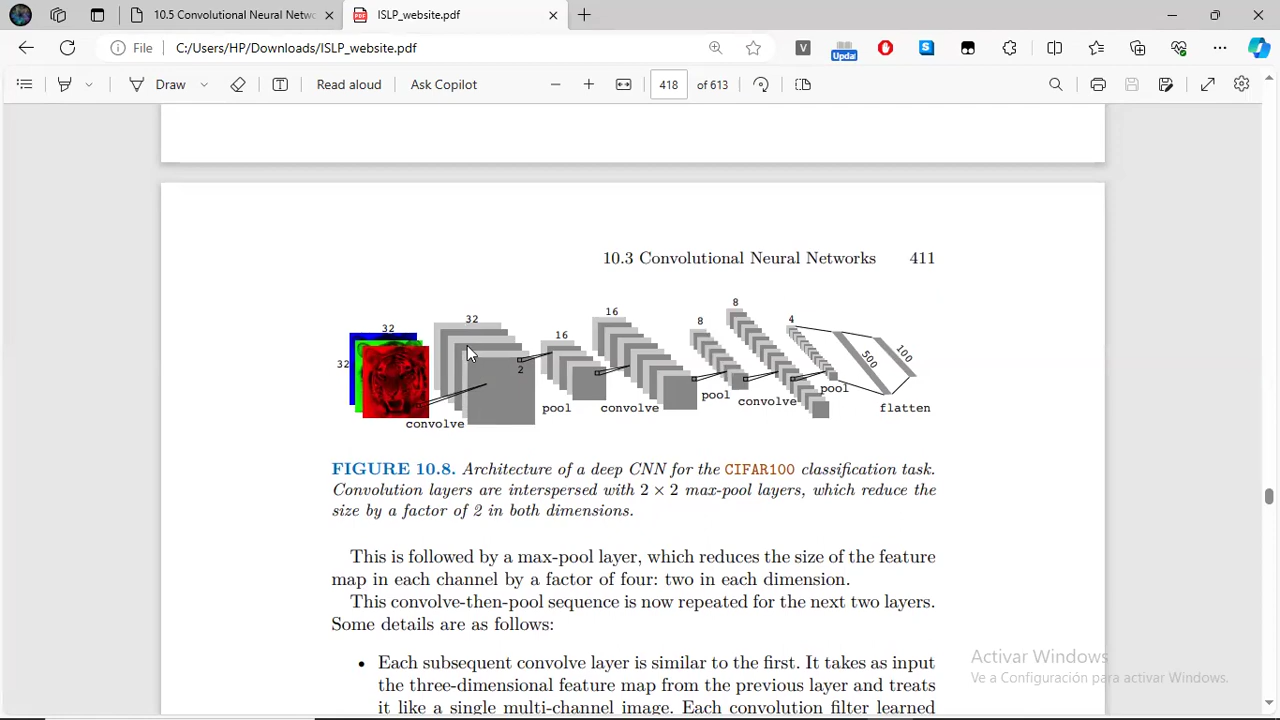 10.5 Convolutional Neural Netwo
ISLP_website.pdf
File
C:/Users/HP/Downloads/ISLP_website.pdf
V
Updat
S
Draw
Read aloud
Ask Copilot
418 of 613
10.3 Convolutional Neural Networks 411
32
32
convolve
32
2
16
pool
16
convolve
8
pool
8
convolve
4
pool
500
100
flatten
FIGURE 10.8. Architecture of a deep CNN for the CIFAR100 classification task.
Convolution layers are interspersed with 2 × 2 max-pool layers, which reduce the
size by a factor of 2 in both dimensions.
This is followed by a max-pool layer, which reduces the size of the feature
map in each channel by a factor of four: two in each dimension.
This convolve-then-pool sequence is now repeated for the next two layers.
Some details are as follows:
• Each subsequent convolve layer is similar to the first. It takes as input
the three-dimensional feature map from the previous layer and treats
it like a single multi-channel image. Each convolution filter learned
Activar Windows
Ve a Configuración para activar Windows.